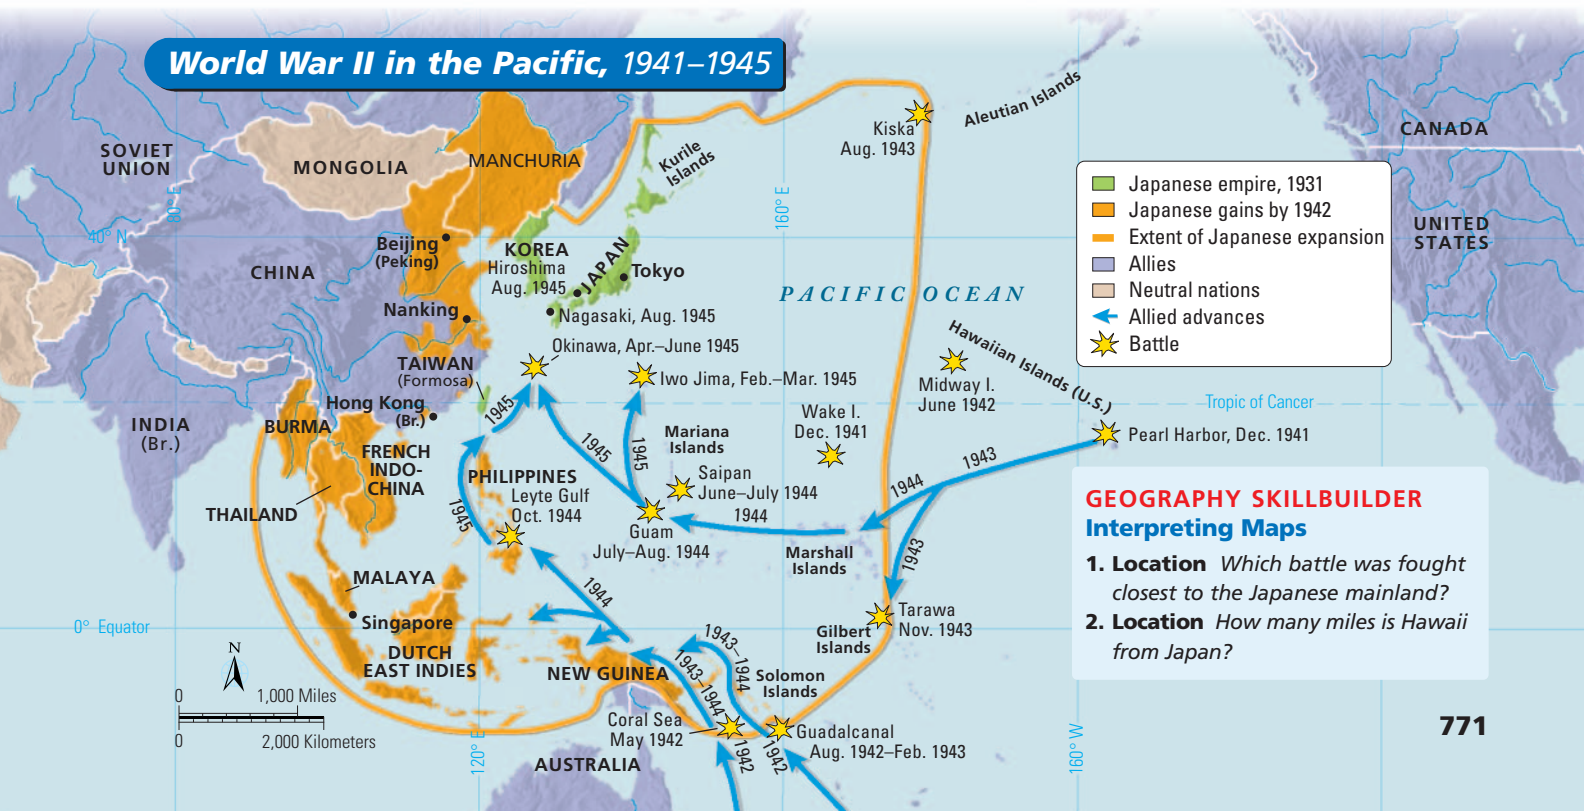 World War II in the Pacific, 1941–1945
SOVIET
UNION
MONGOLIA
MANCHURIA
Kurile
Islands
Kiska
Aug. 1943
Aleutian Islands
CANADA
UNITED
STATES
80° E
160° E
40° N
Beijing
(Peking)
KOREA
JAPAN
Tokyo
Hiroshima
Aug. 1945
CHINA
Nanking
Nagasaki, Aug. 1945
PACIFIC OCEAN
Japanese empire, 1931
Japanese gains by 1942
Extent of Japanese expansion
Allies
Neutral nations
Allied advances
Battle
Okinawa, Apr.–June 1945
TAIWAN
(Formosa)
Iwo Jima, Feb.–Mar. 1945
Hawaiian Islands (U.S.)
Midway I.
June 1942
Tropic of Cancer
Hong Kong
(Br.)
1945
INDIA
(Br.)
BURMA
Wake I.
Dec. 1941
Pearl Harbor, Dec. 1941
FRENCH
INDO-
CHINA
PHILIPPINES
Leyte Gulf
Oct. 1944
1945
1945
1945
Mariana
Islands
Saipan
June–July 1944
1943
1944
1944
THAILAND
Guam
July–Aug. 1944
Marshall
Islands
1943
MALAYA
Singapore
1944
Tarawa
Nov. 1943
Gilbert
Islands
0° Equator
DUTCH
EAST INDIES
NEW GUINEA
1943–1944
1943–1944
Solomon
Islands
N
0 1,000 Miles
0 2,000 Kilometers
Coral Sea
May 1942
Guadalcanal
Aug. 1942–Feb. 1943
1942
1942
AUSTRALIA
120° E
160° W
GEOGRAPHY SKILLBUILDER
Interpreting Maps
1. Location Which battle was fought
closest to the Japanese mainland?
2. Location How many miles is Hawaii
from Japan?
771